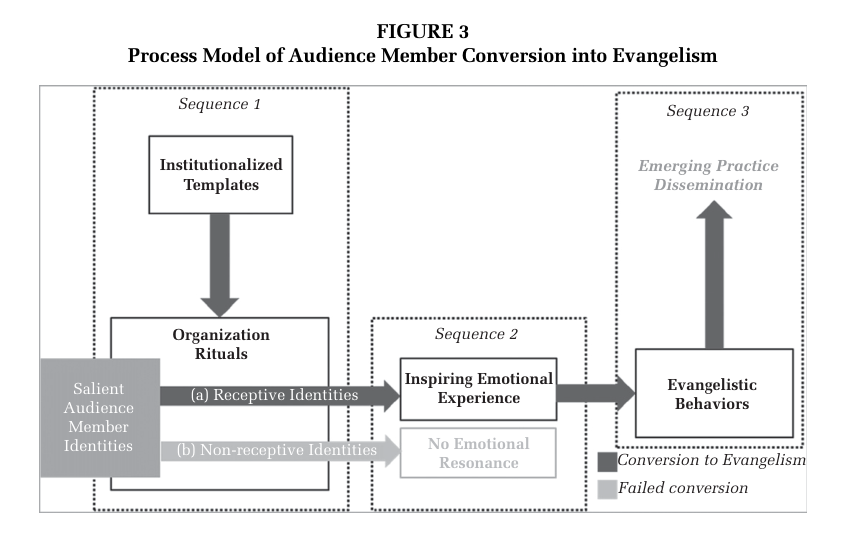 FIGURE 3
Process Model of Audience Member Conversion into Evangelism
Sequence 1
Institutionalized
Templates
Organization
Rituals
Salient
Audience
Member
Identities
(a) Receptive Identities
(b) Non-receptive Identities
Sequence 2
Inspiring Emotional
Experience
No Emotional
Resonance
Sequence 3
Emerging Practice
Dissemination
Evangelistic
Behaviors
Conversion to Evangelism
Failed conversion